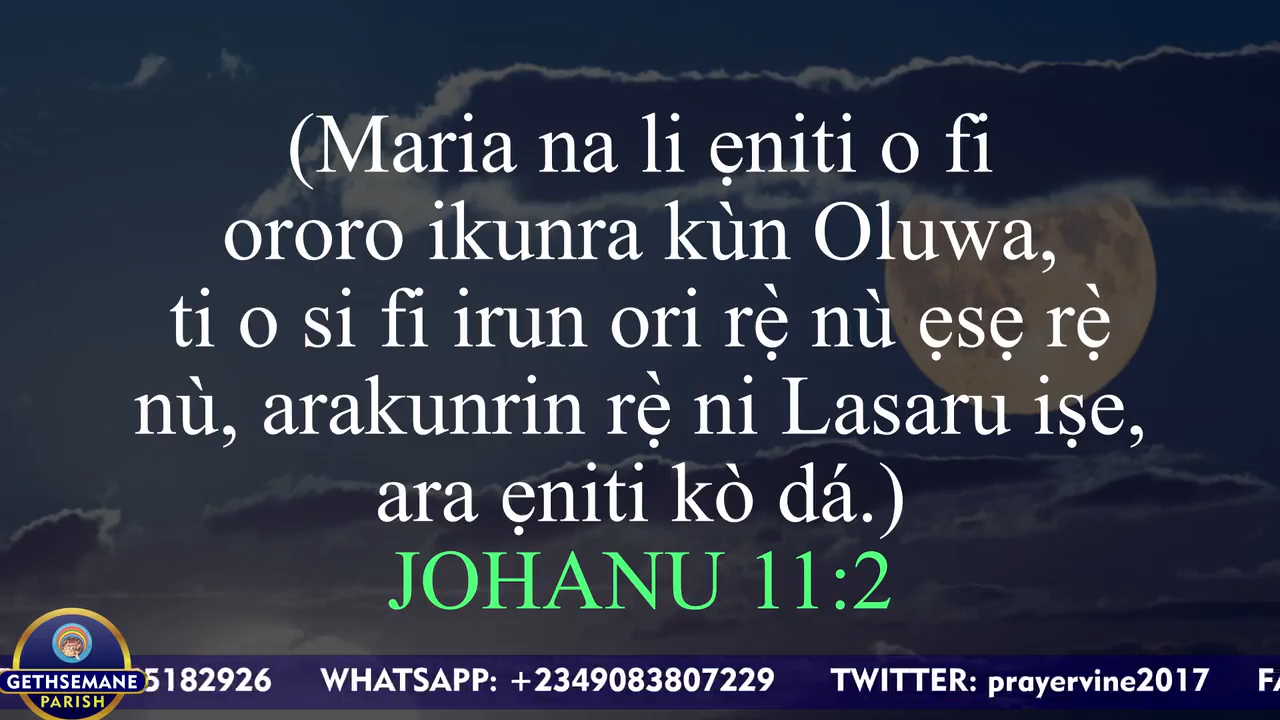 (Maria na li ẹniti o fi
ororo ikunra kùn Oluwa,
ti o si fi irun ori rẹ̀ nù ẹsẹ rẹ̀
nù, arakunrin rẹ̀ ni Lasaru iṣe,
ara ẹniti kò dá.)
JOHANU 11:2
GETHSEMANE
PARISH
5182926 WHATSAPP: +2349083807229 TWITTER: prayervine2017